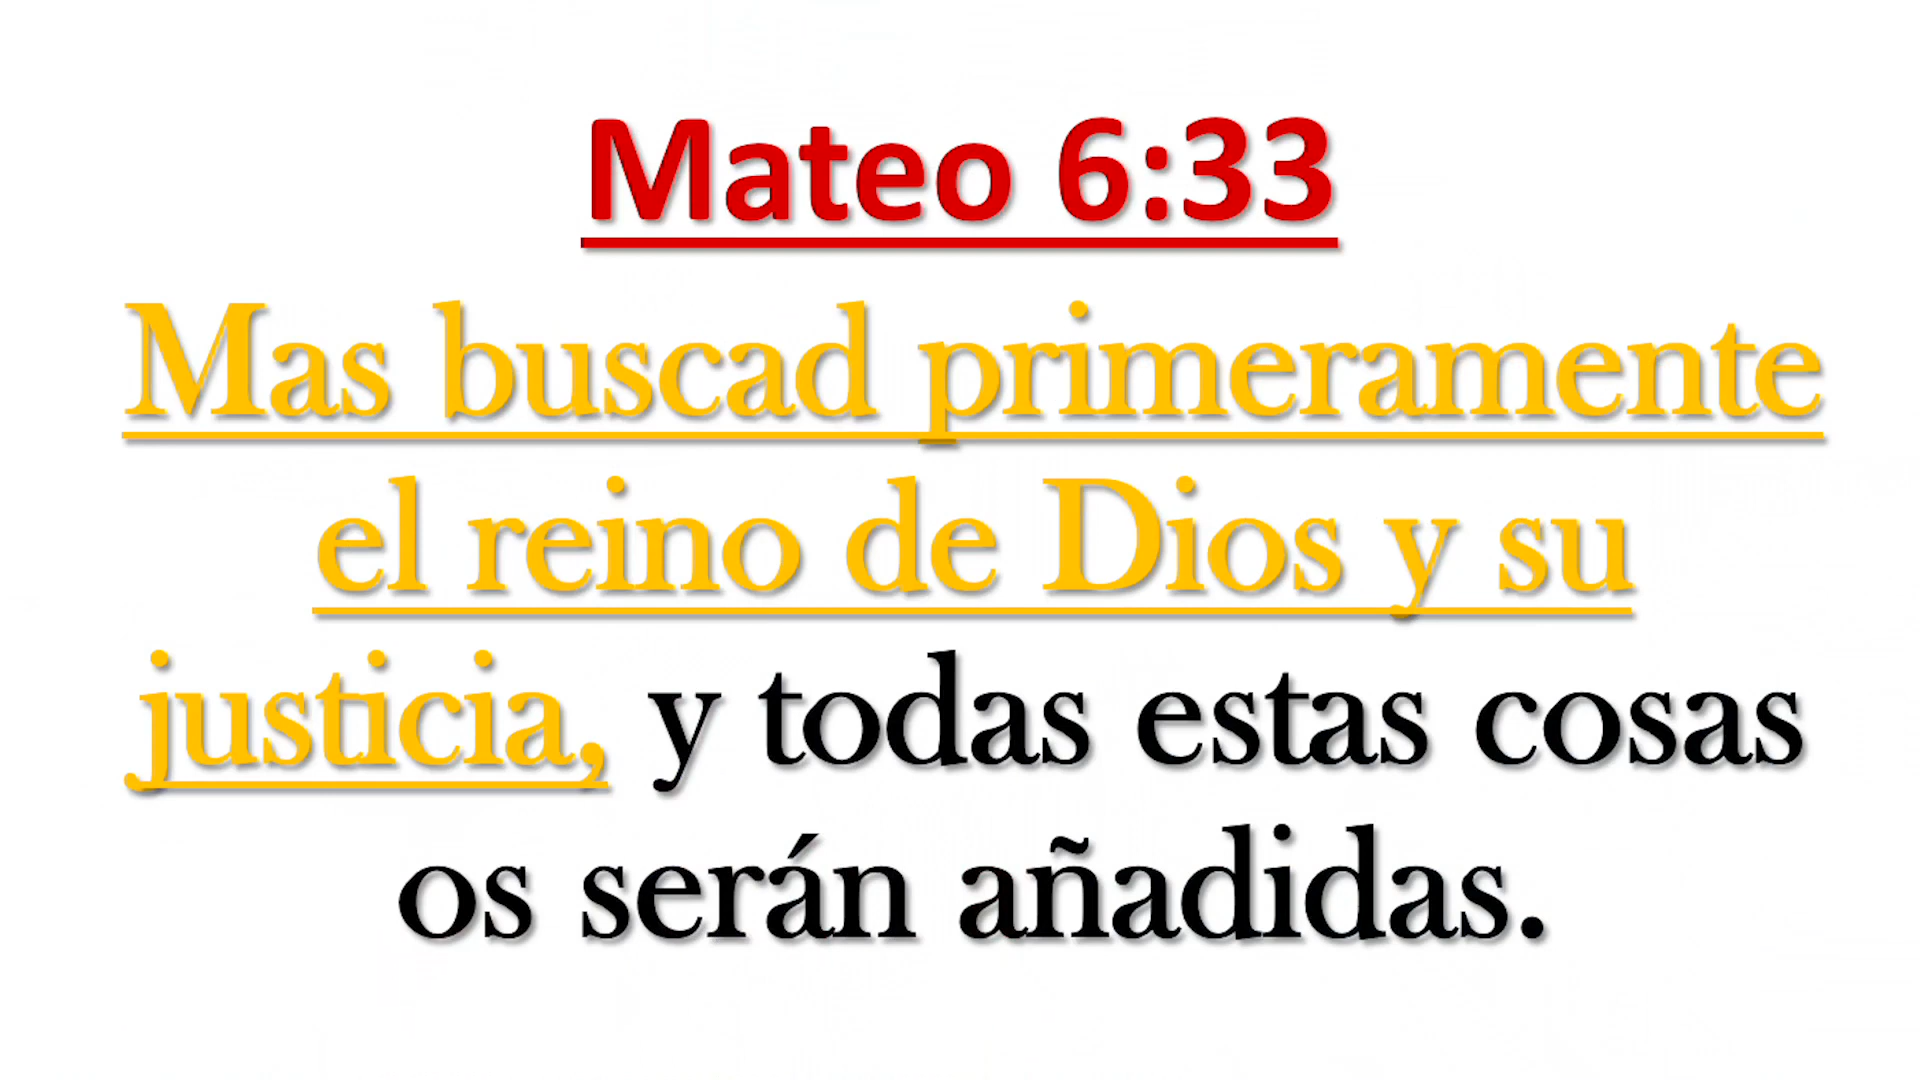 Mateo 6:33
Mas buscad primeramente
el reino de Dios y su
justicia, y todas estas cosas
os serán añadidas.